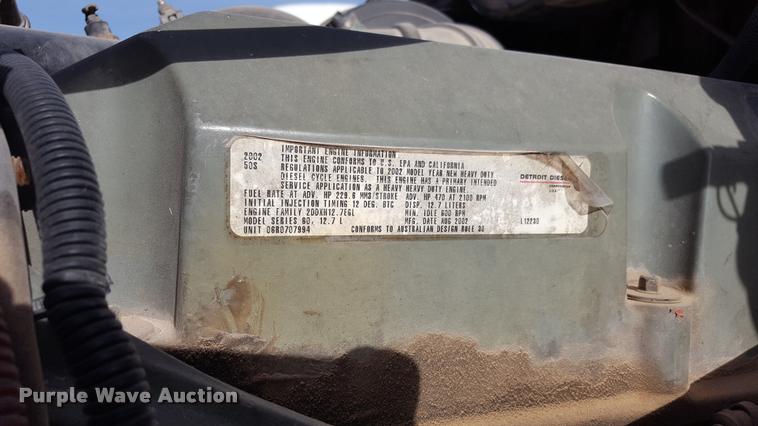 IMPORTANT ENGINE INFORMATION
2002 THIS ENGINE CONFORMS TO U.S. EPA AND CALIFORNIA
50S REGULATIONS APPLICABLE TO 2002 MODEL YEAR NEW HEAVY DUTY
DIESEL CYCLE ENGINES. THIS ENGINE HAS A PRIMARY INTENDED
SERVICE APPLICATION AS A HEAVY HEAVY DUTY ENGINE
DETROIT DIESEL
CORPORATION
USA
FUEL RATE AT ADV. HP 229.6 MM3/STROKE ADV. HP 470 AT 2100 RPM
INITIAL INJECTION TIMING 12 DEG. BTC DISP. 12.7 LITERS
ENGINE FAMILY 2DDXH12.7EGL MIN. IDLE 600 RPM
MODEL SERIES 60, 12.7 L MFG. DATE AUG 2002 L12230
UNIT 06R0707994 CONFORMS TO AUSTRALIAN DESIGN RULE 30
Purple Wave Auction